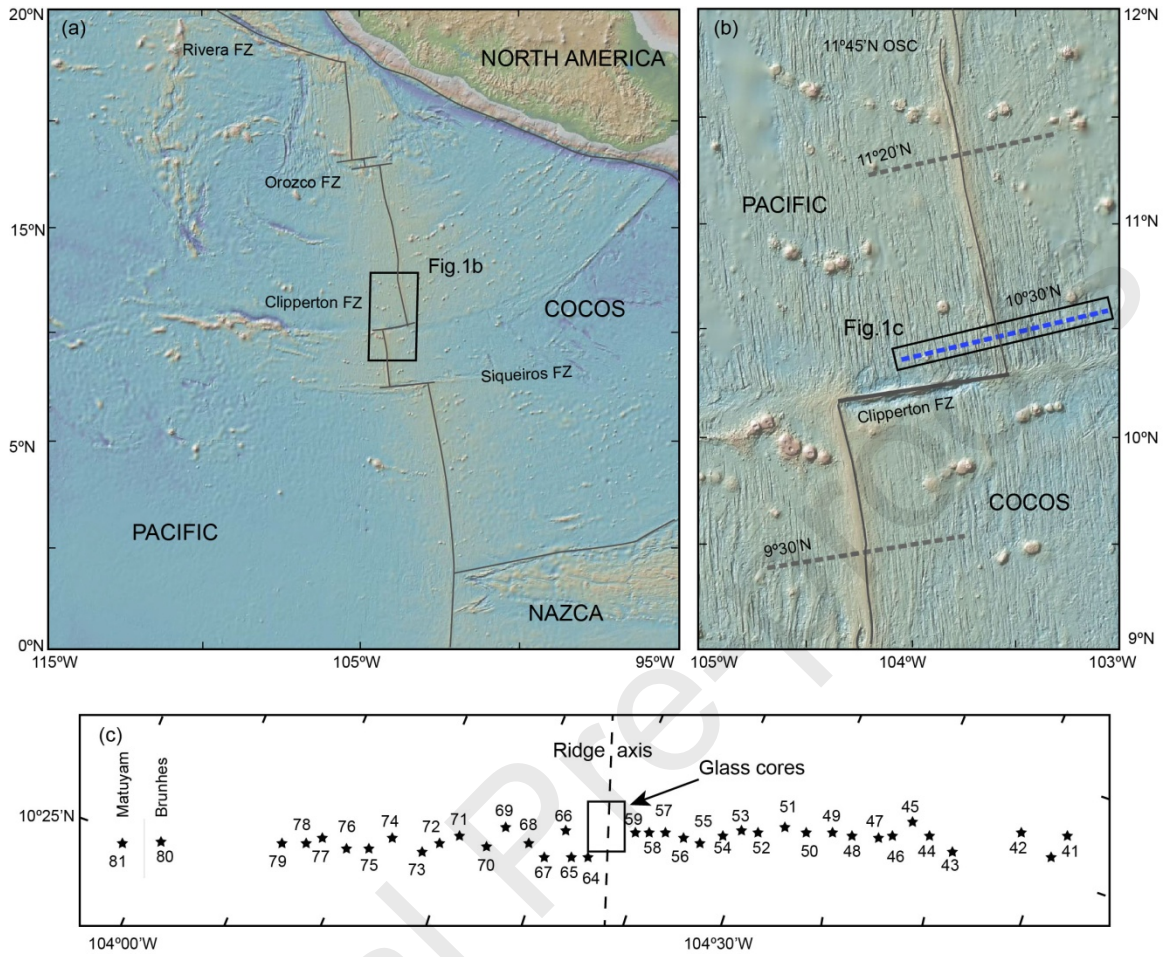 (a)
20ºN
15ºN
5ºN
0ºN
115ºW
105ºW
95ºW
Rivera FZ
NORTH AMERICA
Orozco FZ
Fig.1b
Clipperton FZ
COCOS
Siqueiros FZ
PACIFIC
NAZCA
(b)
12ºN
11ºN
10ºN
9ºN
105ºW
104ºW
103ºW
11º45'N OSC
11º20'N
PACIFIC
10º30'N
Fig.1c
Clipperton FZ
COCOS
9º30'N
(c)
Matuyam
Brunhes
Ridge axis
Glass cores
10º25'N
78 76 74 72 71 69 68 66 59 57 55 53 51 49 47 45 42
81 80 79 77 75 73 70 67 65 64 58 56 54 52 50 48 46 44 43 41
104º00'W
104º30'W